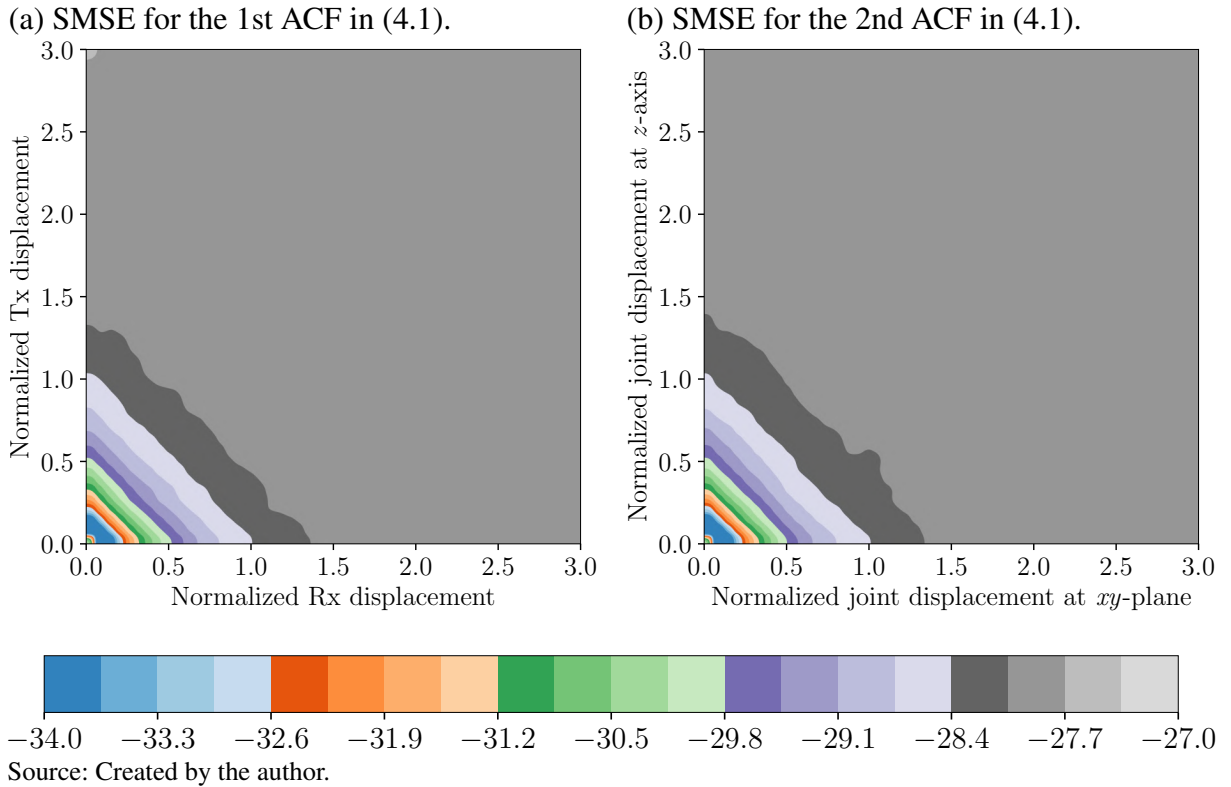 (a) SMSE for the 1st ACF in (4.1).
3.0
2.5
2.0
1.5
1.0
0.5
0.0
Normalized Tx displacement
0.0 0.5 1.0 1.5 2.0 2.5 3.0
Normalized Rx displacement
(b) SMSE for the 2nd ACF in (4.1).
3.0
2.5
2.0
1.5
1.0
0.5
0.0
Normalized joint displacement at z-axis
0.0 0.5 1.0 1.5 2.0 2.5 3.0
Normalized joint displacement at xy-plane
−34.0 −33.3 −32.6 −31.9 −31.2 −30.5 −29.8 −29.1 −28.4 −27.7 −27.0
Source: Created by the author.